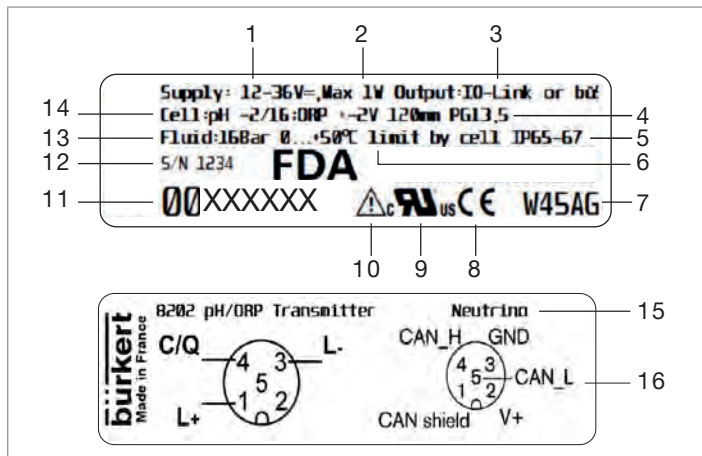 1 2 3
Supply: 12-36V=,Max 1W Output:IO-Link or büS
14 Cell:pH -2/16:ORP +-2V 120mm PG13,5 4
13 Fluid:16Bar 0...+50°C limit by cell IP65-67 5
12 S/N 1234 FDA 6
11 00XXXXXX c US CE W45AG 7
10 9 8
bürkert
Made in France
8202 pH/ORP Transmitter
C/Q L-
4 3
5
1 2
L+
Neutrino 15
CAN_H GND
4 3
5 CAN_L 16
1 2
CAN shield V+